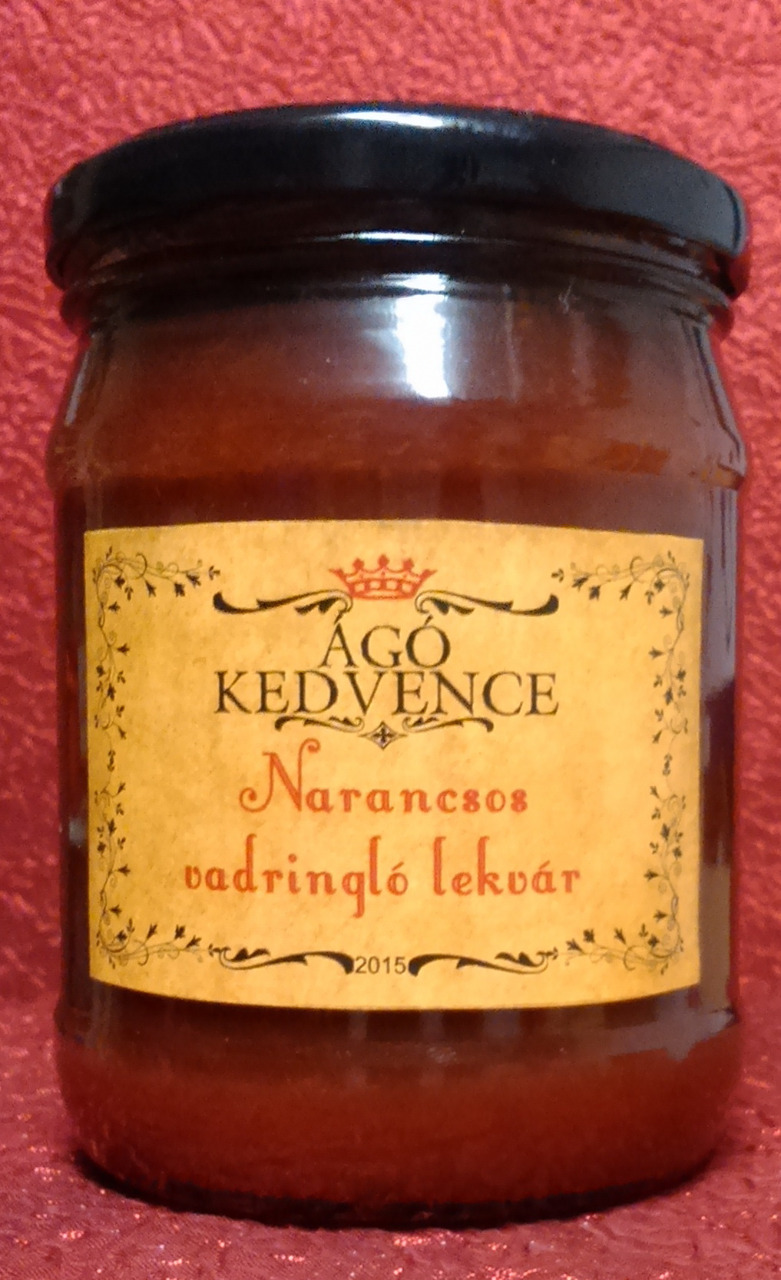 ÁGÓ
KEDVENCE
Narancsos
vadringló lekvár
2015